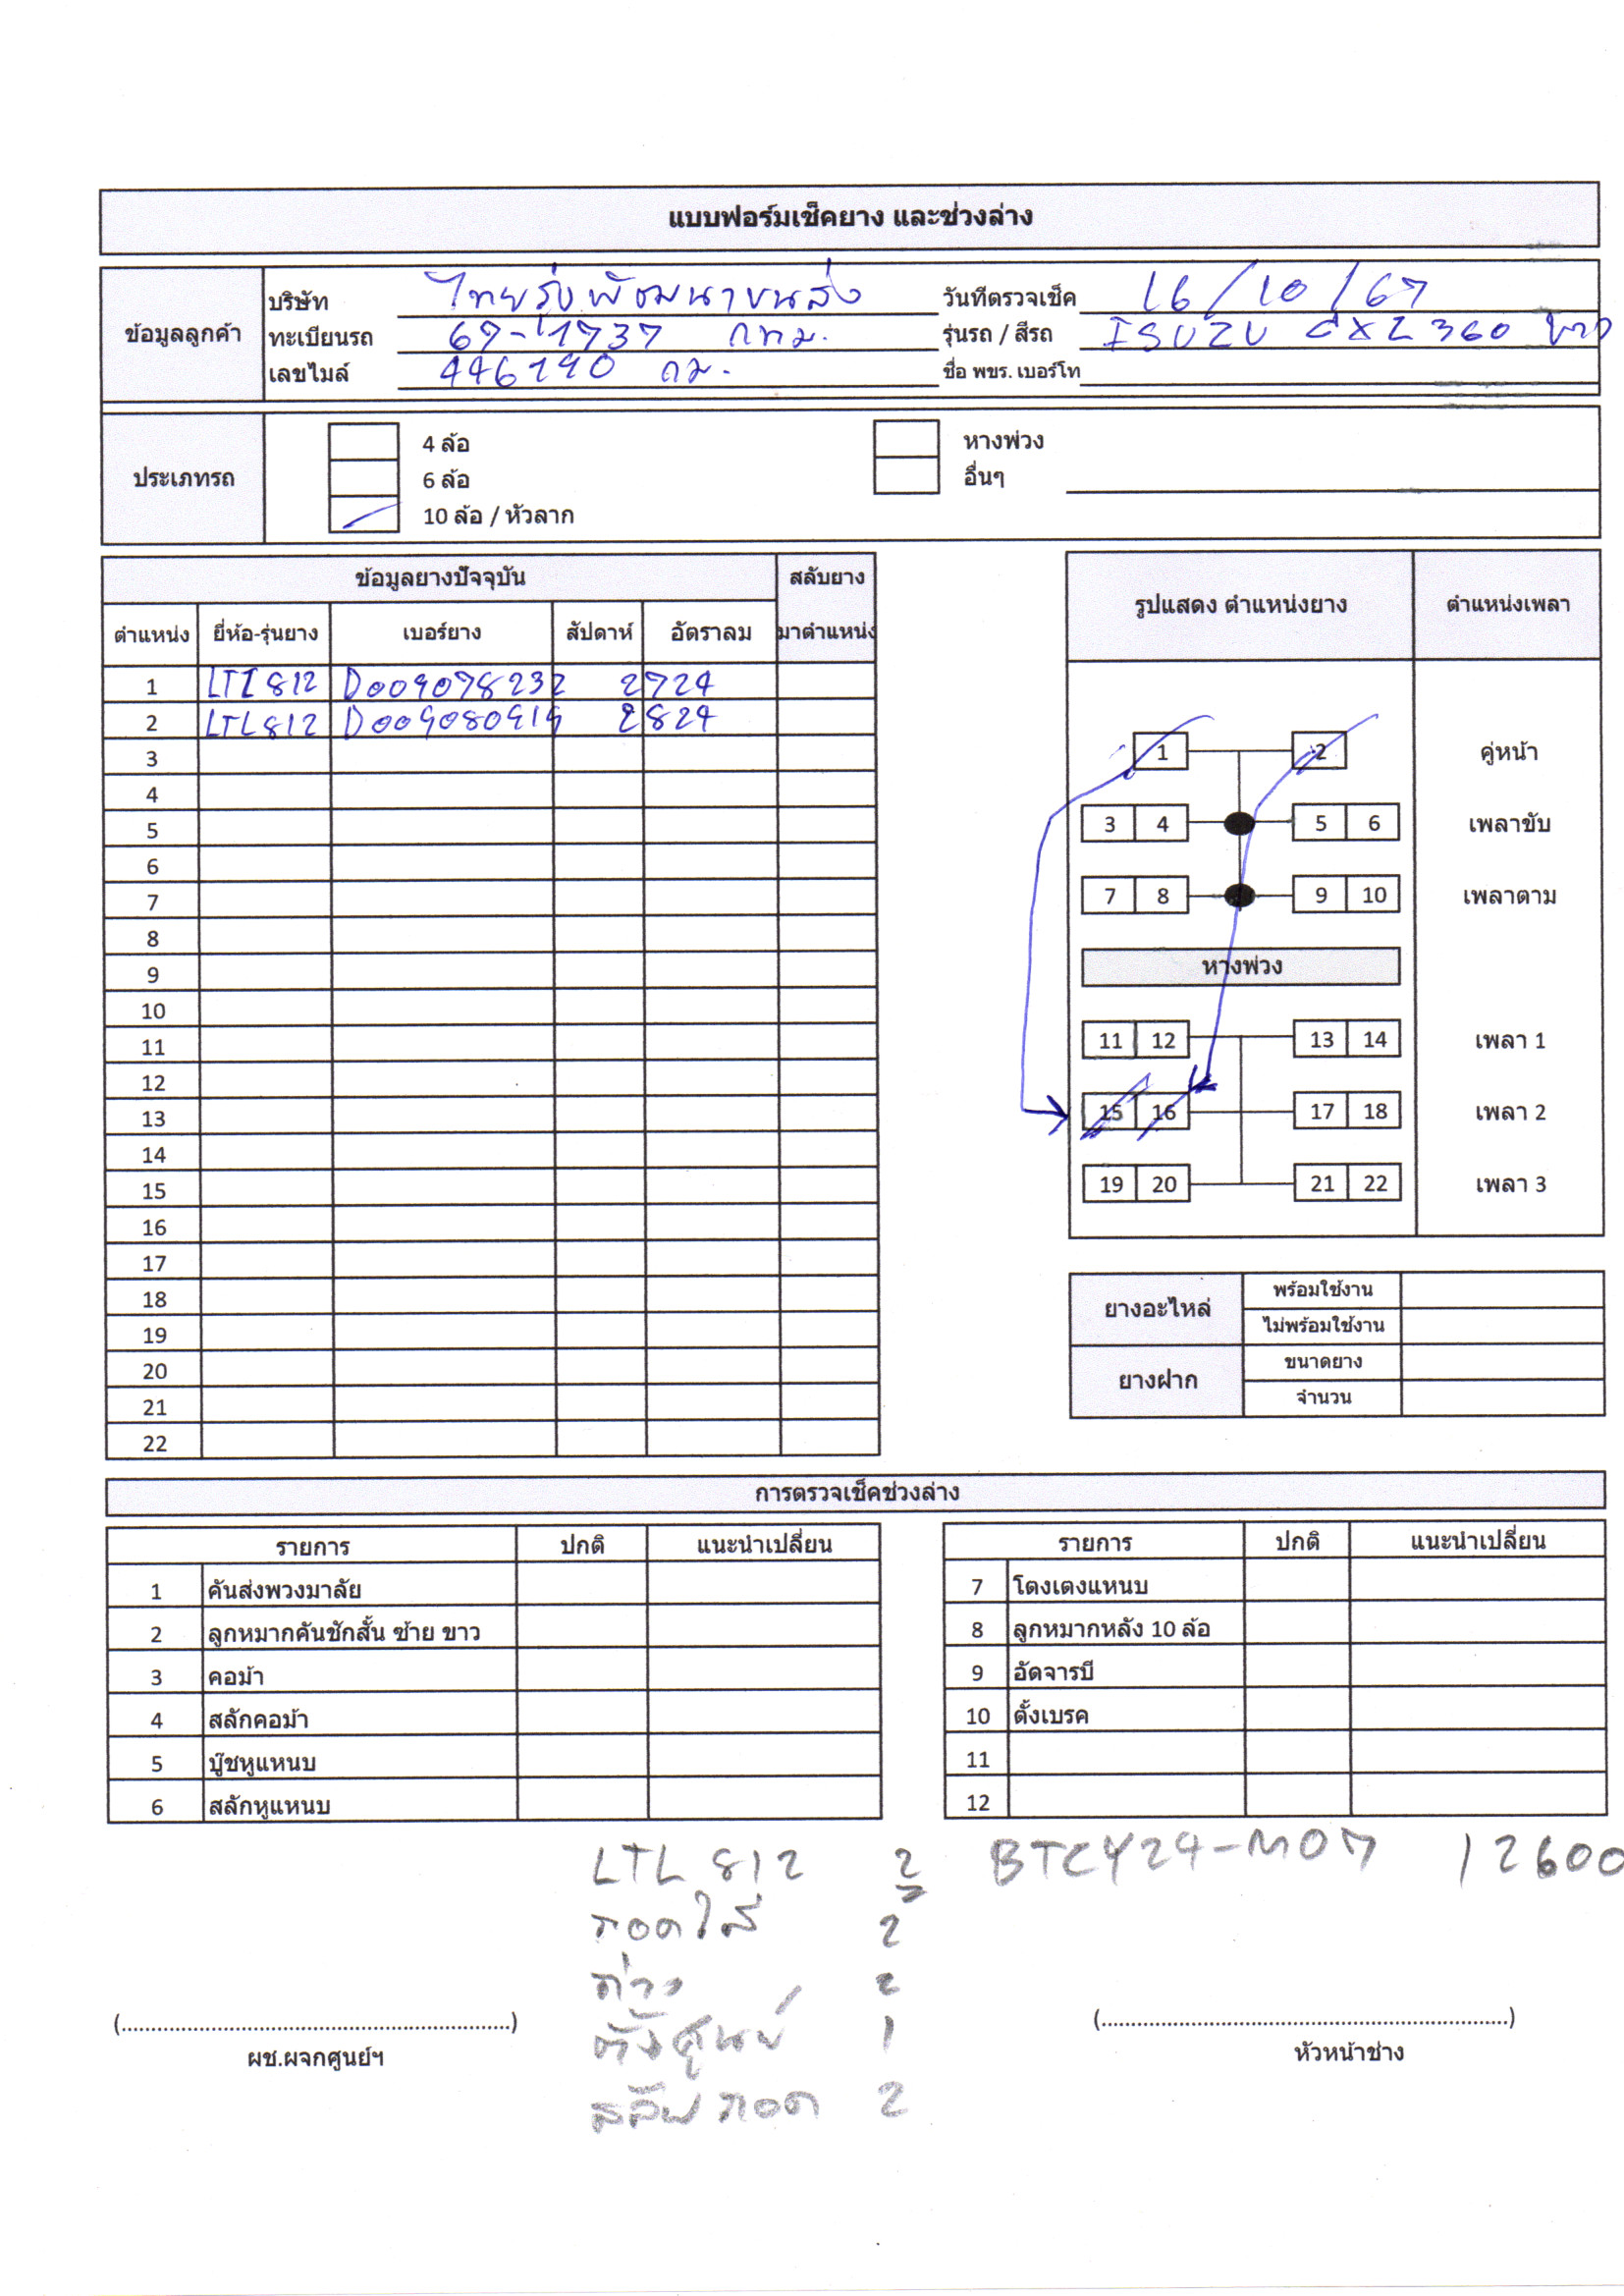 แบบฟอร์มเช็คยาง และช่วงล่าง
ข้อมูลลูกค้า
บริษัท ไทยรุ่งพัฒนาขนส่ง วันที่ตรวจเช็ค 16/10/67
ทะเบียนรถ กทม. รุ่นรถ / สีรถ ISUZU 360 ขาว
เลขไมล์ 446190 กม. ชื่อ พขร. เบอร์โท
ประเภทรถ
4 ล้อ หางพ่วง
6 ล้อ อื่นๆ
10 ล้อ / หัวลาก
ข้อมูลยางปัจจุบัน สลับยาง
ตำแหน่ง ยี่ห้อ-รุ่นยาง เบอร์ยาง สัปดาห์ อัตราลม มาตำแหน่ง
1 LTL812 D009078232 2724
2 LTL812 D009080919 2824
3
4
5
6
7
8
9
10
11
12
13
14
15
16
17
18
19
20
21
22
รูปแสดง ตำแหน่งยาง ตำแหน่งเพลา
1 2 คู่หน้า
3 4 5 6 เพลาขับ
7 8 9 10 เพลาตาม
หางพ่วง
11 12 13 14 เพลา 1
15 16 17 18 เพลา 2
19 20 21 22 เพลา 3
ยางอะไหล่ พร้อมใช้งาน
ไม่พร้อมใช้งาน
ยางฝาก ขนาดยาง
จำนวน
การตรวจเช็คช่วงล่าง
รายการ ปกติ แนะนำเปลี่ยน
1 คันส่งพวงมาลัย
2 ลูกหมากคันชักสั้น ซ้าย ขาว
3 คอม้า
4 สลักคอม้า
5 บู๊ชหูแหนบ
6 สลักหูแหนบ
รายการ ปกติ แนะนำเปลี่ยน
7 โตงเตงแหนบ
8 ลูกหมากหลัง 10 ล้อ
9 อัดจารบี
10 ตั้งเบรค
11
12
LTL 812 2 BTCY24-M07 12600
ถอดใส่ 2
ถ่วง 2
ตั้งศูนย์ 1
สลับถอด 2
(................................................................)
ผช.ผจกศูนย์ฯ
(................................................................)
หัวหน้าช่าง